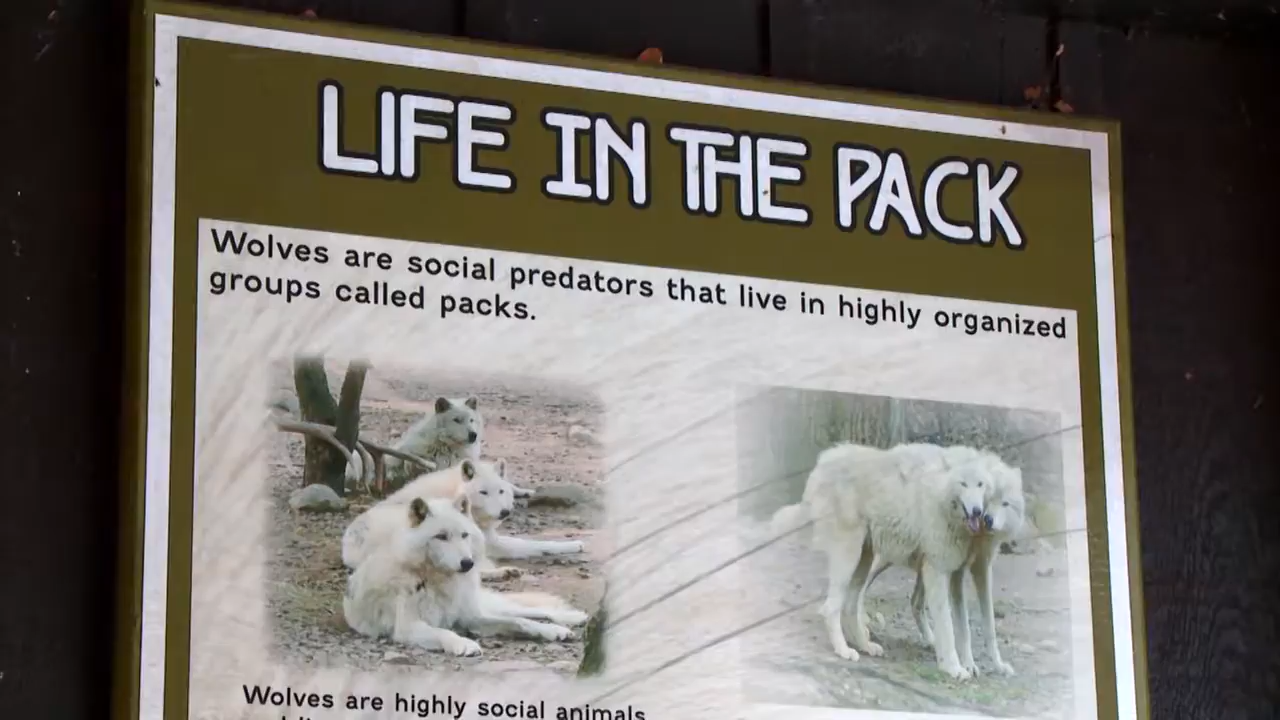 LIFE IN THE PACK
Wolves are social predators that live in highly organized
groups called packs.
Wolves are highly social animals